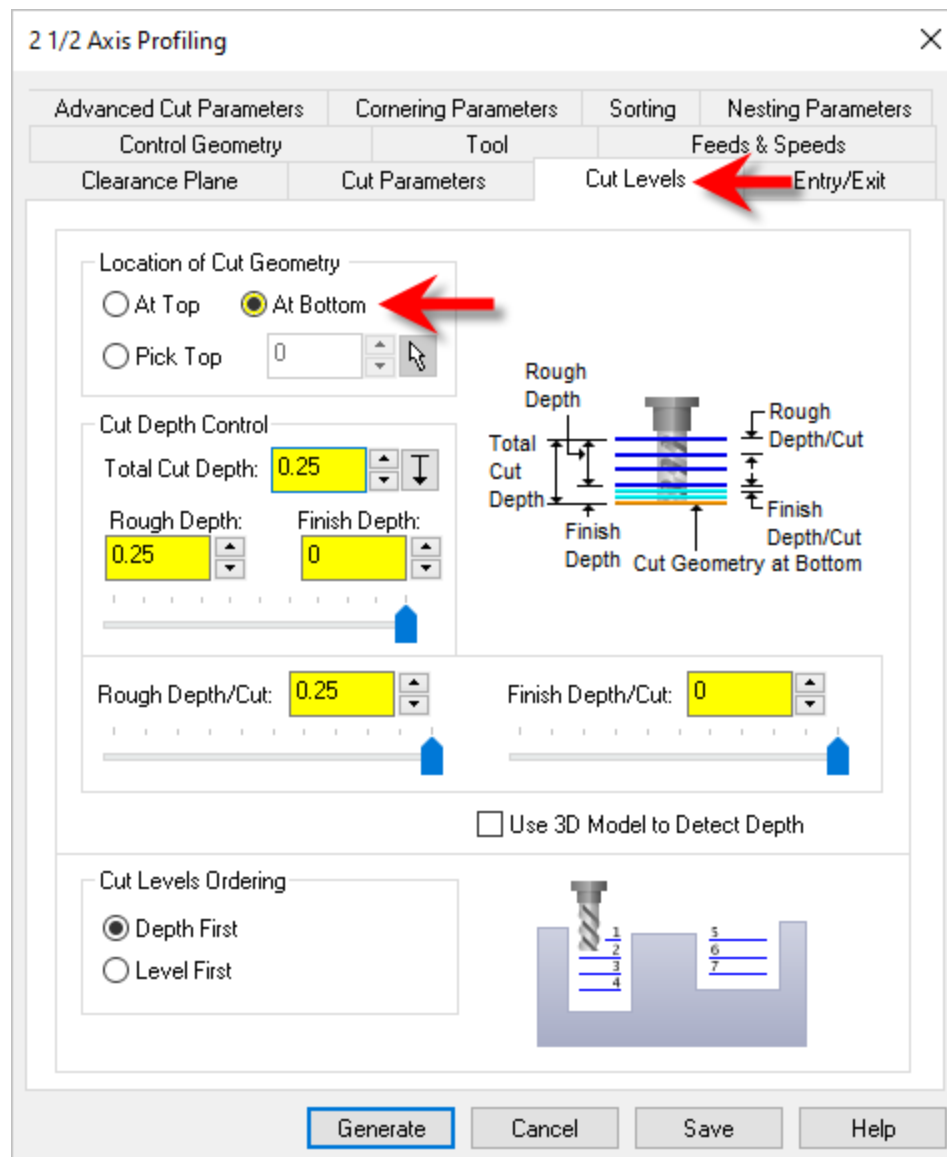 2 1/2 Axis Profiling
Advanced Cut Parameters Cornering Parameters Sorting Nesting Parameters
Control Geometry Tool Feeds & Speeds
Clearance Plane Cut Parameters Cut Levels Entry/Exit
Location of Cut Geometry
At Top At Bottom
Pick Top 0
Rough
Depth
Rough
Depth/Cut
Total
Cut
Depth
Finish
Depth
Finish
Depth/Cut
Cut Geometry at Bottom
Cut Depth Control
Total Cut Depth: 0.25
Rough Depth: Finish Depth:
0.25 0
Rough Depth/Cut: 0.25 Finish Depth/Cut: 0
Use 3D Model to Detect Depth
Cut Levels Ordering
Depth First
Level First
1 5
2 6
3 7
4
Generate Cancel Save Help